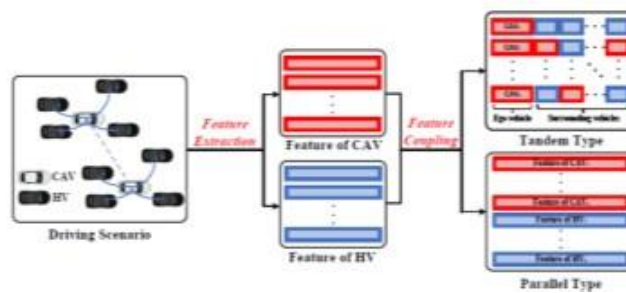 CAV
HV
Driving Scenario
Feature
Extraction
Feature of CAV
Feature of HV
Feature
Coupling
Ego vehicle
Surrounding vehicles
Tandem Type
Feature of CAV
Feature of CAV
Feature of HV
Feature of HV
Parallel Type